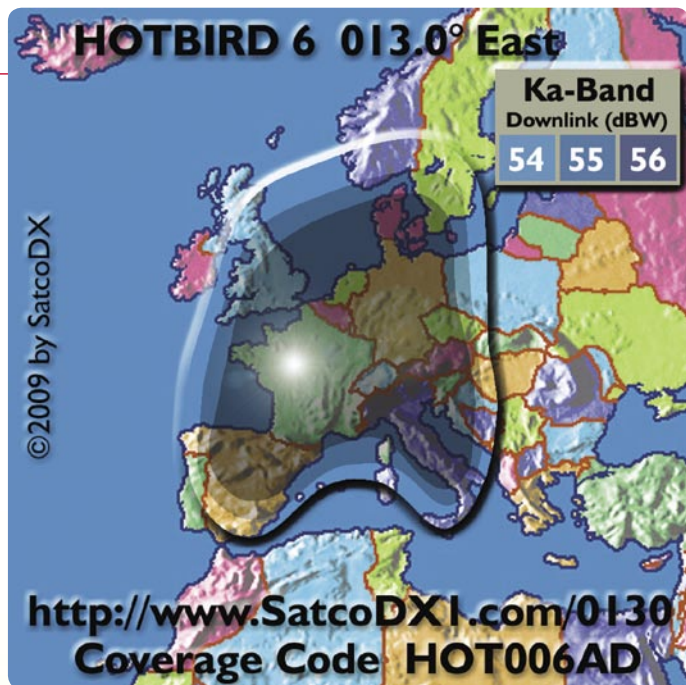 HOTBIRD 6 013.0° East
Ka-Band
Downlink (dBW)
54 55 56
©2009 by SatcoDX
http://www.SatcoDX1.com/0130
Coverage Code HOT006AD